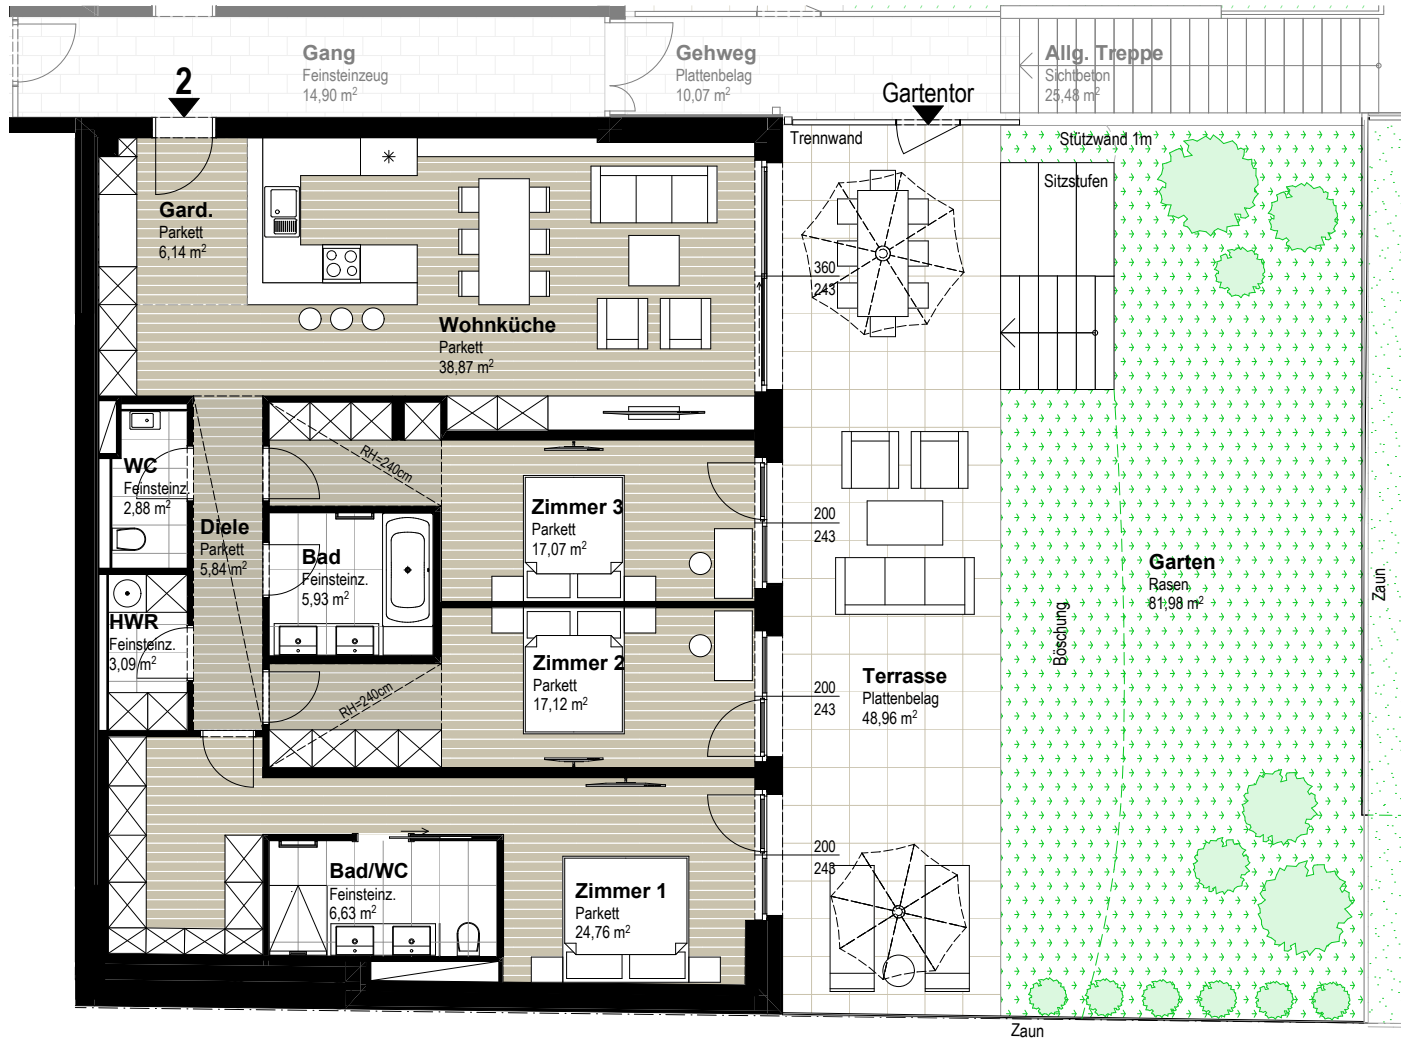 Gang
Feinsteinzeug
14,90 m²
Gehweg
Plattenbelag
10,07 m²
Allg. Treppe
Sichtbeton
25,48 m²
2
Gartentor
Trennwand
Stützwand 1m
Sitzstufen
Gard.
Parkett
6,14 m²
360
243
Wohnküche
Parkett
38,87 m²
RH=240cm
WC
Feinsteinz.
2,88 m²
Diele
Parkett
5,84 m²
Bad
Feinsteinz.
5,93 m²
Zimmer 3
Parkett
17,07 m²
200
243
Garten
Rasen
81,98 m²
Zaun
Böschung
HWR
Feinsteinz.
3,09 m²
RH=240cm
Zimmer 2
Parkett
17,12 m²
200
243
Terrasse
Plattenbelag
48,96 m²
Bad/WC
Feinsteinz.
6,63 m²
Zimmer 1
Parkett
24,76 m²
200
243
Zaun